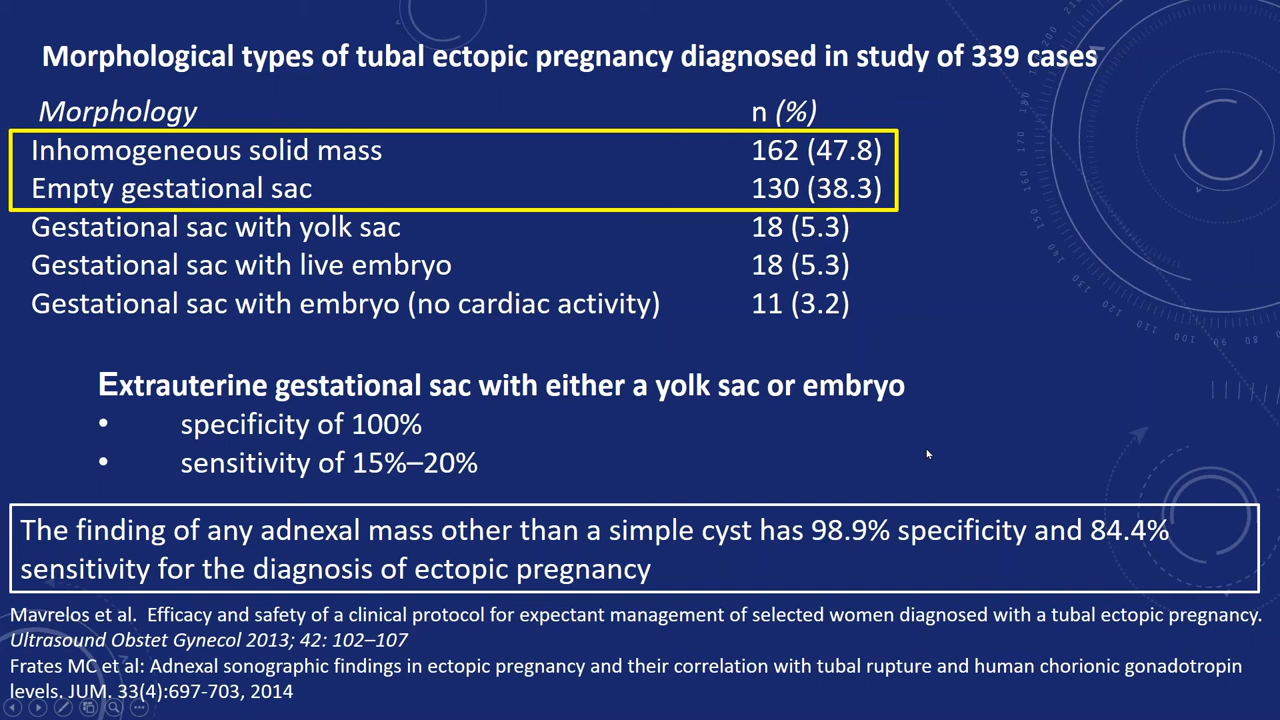 Morphological types of tubal ectopic pregnancy diagnosed in study of 339 cases
Morphology n (%)
Inhomogeneous solid mass 162 (47.8)
Empty gestational sac 130 (38.3)
Gestational sac with yolk sac 18 (5.3)
Gestational sac with live embryo 18 (5.3)
Gestational sac with embryo (no cardiac activity) 11 (3.2)
Extrauterine gestational sac with either a yolk sac or embryo
• specificity of 100%
• sensitivity of 15%–20%
The finding of any adnexal mass other than a simple cyst has 98.9% specificity and 84.4%
sensitivity for the diagnosis of ectopic pregnancy
Mavrelos et al. Efficacy and safety of a clinical protocol for expectant management of selected women diagnosed with a tubal ectopic pregnancy.
Ultrasound Obstet Gynecol 2013; 42: 102–107
Frates MC et al: Adnexal sonographic findings in ectopic pregnancy and their correlation with tubal rupture and human chorionic gonadotropin
levels. JUM. 33(4):697-703, 2014